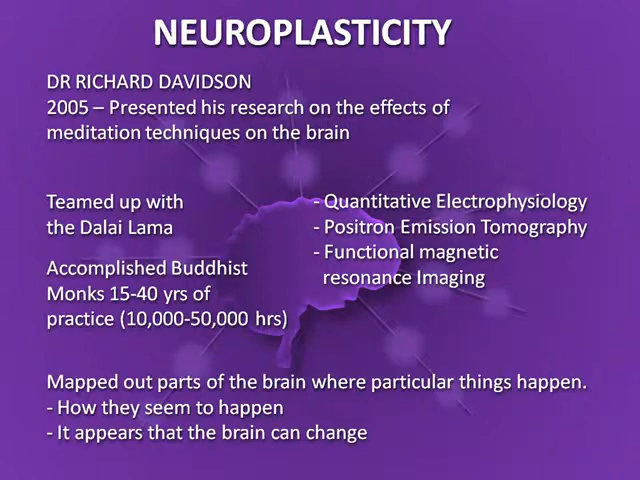 NEUROPLASTICITY
DR RICHARD DAVIDSON
2005 – Presented his research on the effects of
meditation techniques on the brain
Teamed up with
the Dalai Lama
Accomplished Buddhist
Monks 15-40 yrs of
practice (10,000-50,000 hrs)
- Quantitative Electrophysiology
- Positron Emission Tomography
- Functional magnetic
resonance Imaging
Mapped out parts of the brain where particular things happen.
- How they seem to happen
- It appears that the brain can change